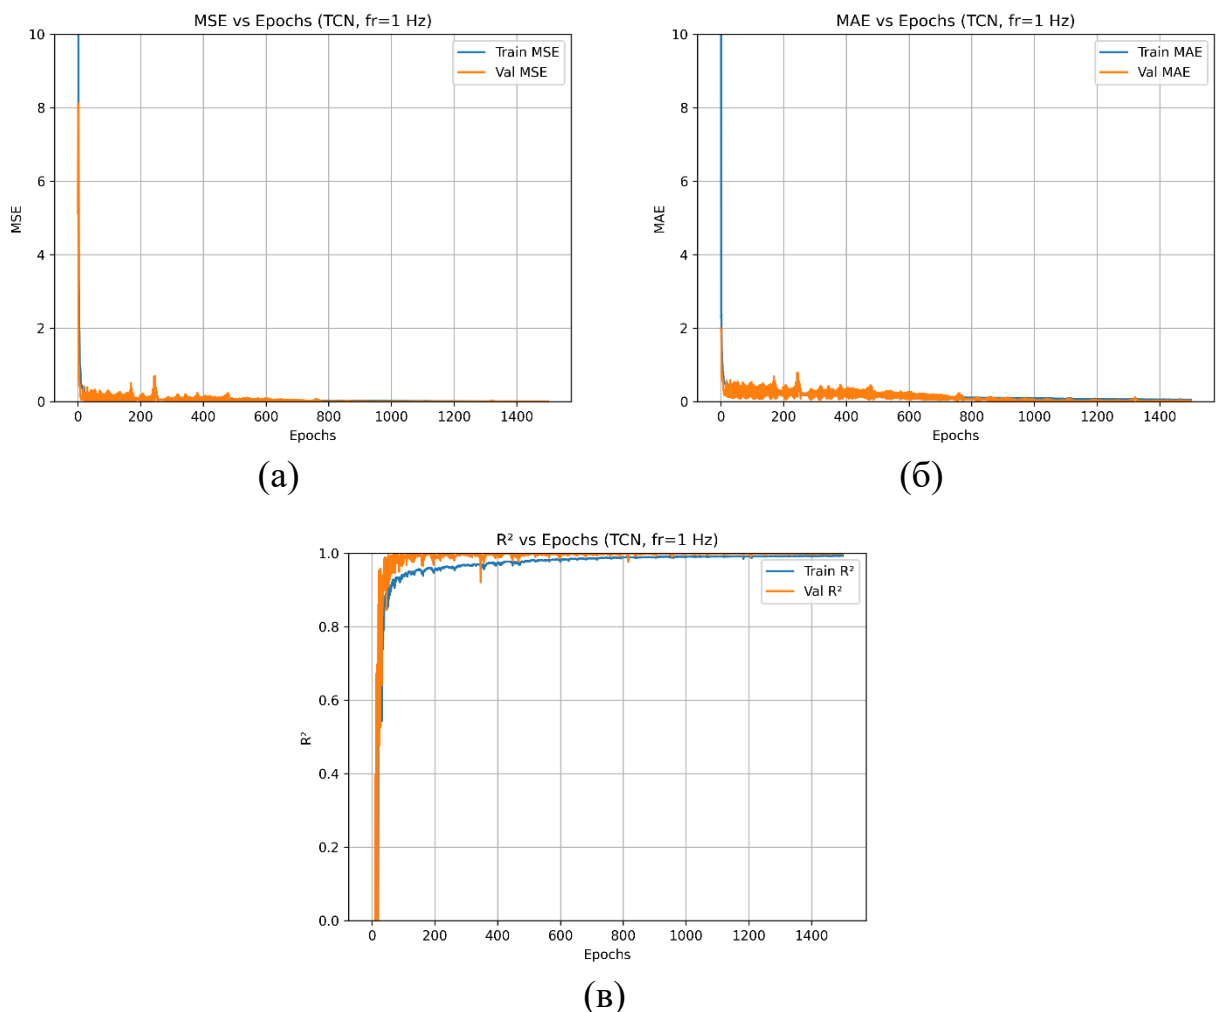 MSE vs Epochs (TCN, fr=1 Hz)
10
8
6
4
2
0
MSE
Train MSE
Val MSE
0 200 400 600 800 1000 1200 1400
Epochs
(а)
MAE vs Epochs (TCN, fr=1 Hz)
10
8
6
4
2
0
MAE
Train MAE
Val MAE
0 200 400 600 800 1000 1200 1400
Epochs
(б)
R² vs Epochs (TCN, fr=1 Hz)
1.0
0.8
0.6
0.4
0.2
0.0
R²
Train R²
Val R²
0 200 400 600 800 1000 1200 1400
Epochs
(в)